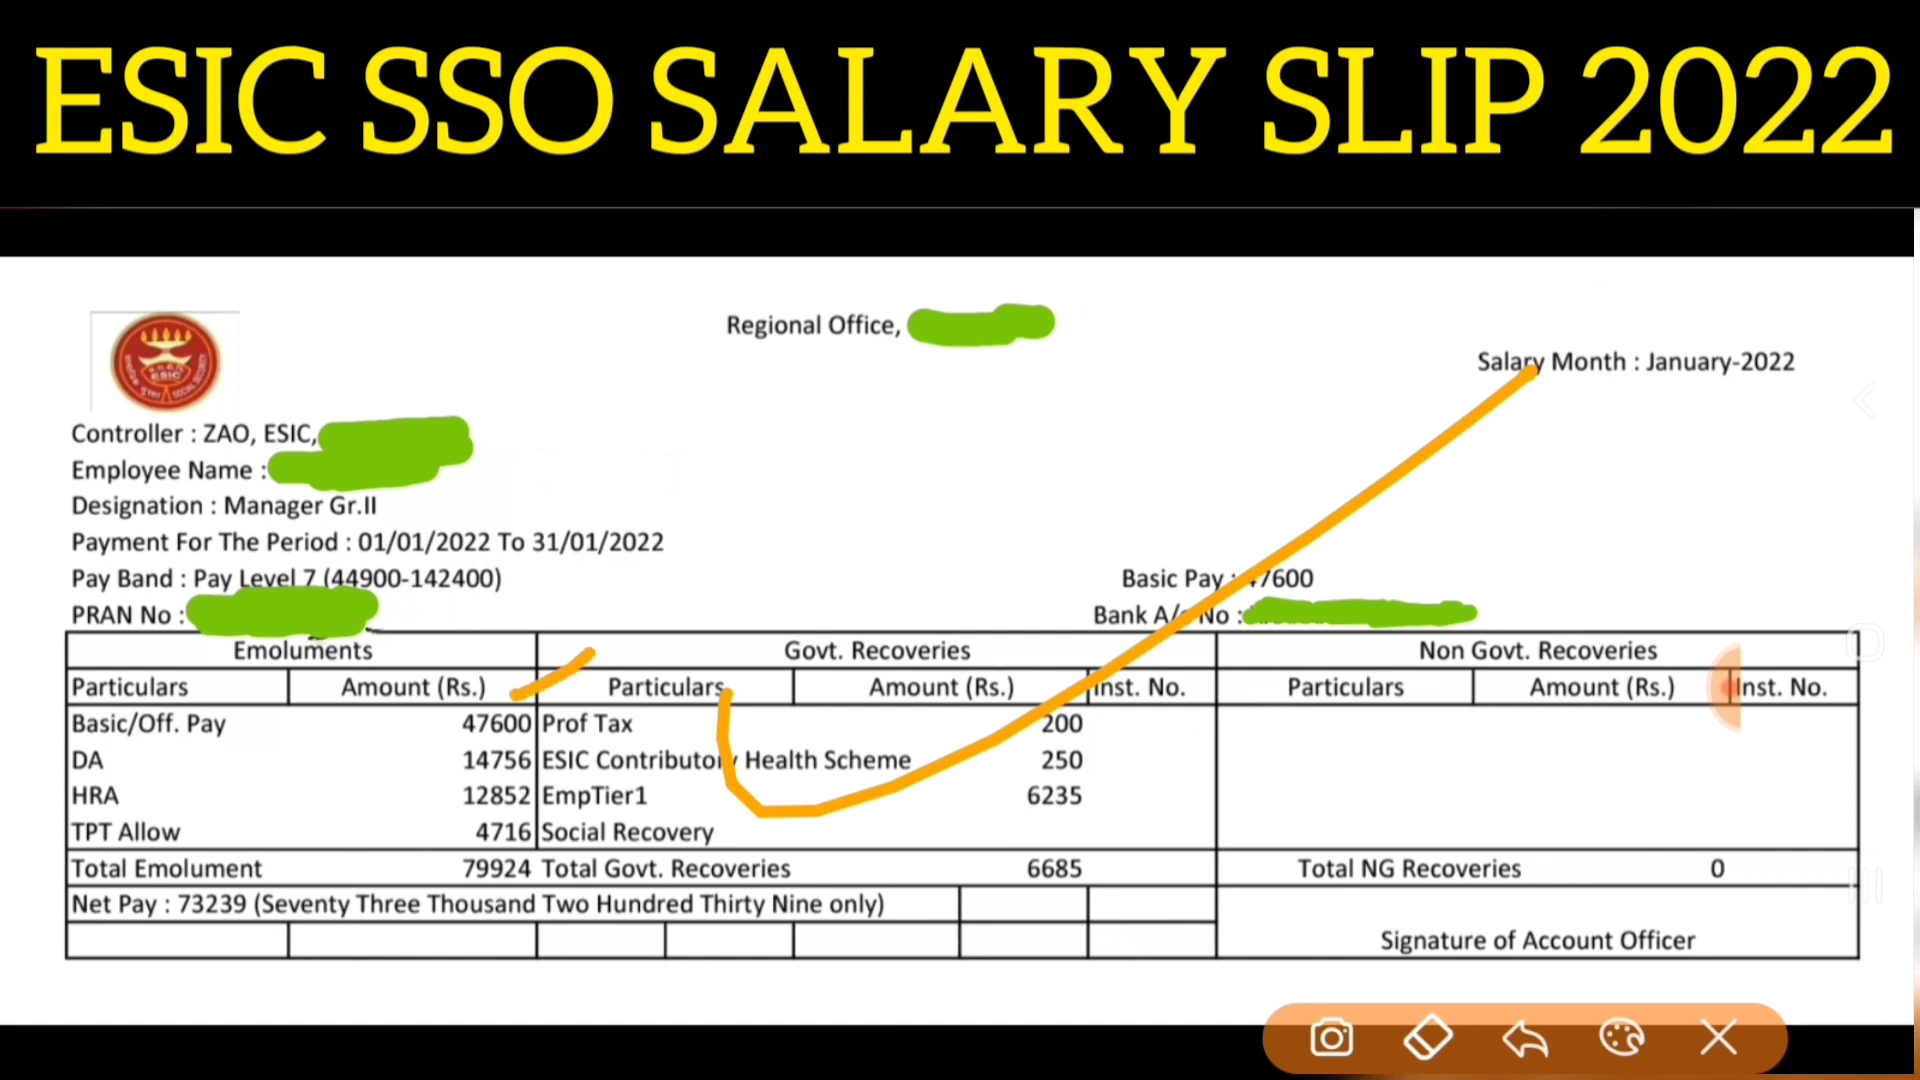 ESIC SSO SALARY SLIP 2022
Regional Office,
Salary Month : January-2022
ESIC
Controller : ZAO, ESIC,
Employee Name :
Designation : Manager Gr.II
Payment For The Period : 01/01/2022 To 31/01/2022
Pay Band : Pay Level 7 (44900-142400) Basic Pay : 47600
PRAN No : Bank A/c No :
Emoluments Govt. Recoveries Non Govt. Recoveries
Particulars Amount (Rs.) Particulars Amount (Rs.) Inst. No. Particulars Amount (Rs.) Inst. No.
Basic/Off. Pay 47600 Prof Tax 200
DA 14756 ESIC Contributory Health Scheme 250
HRA 12852 EmpTier1 6235
TPT Allow 4716 Social Recovery
Total Emolument 79924 Total Govt. Recoveries 6685 Total NG Recoveries 0
Net Pay : 73239 (Seventy Three Thousand Two Hundred Thirty Nine only)
Signature of Account Officer